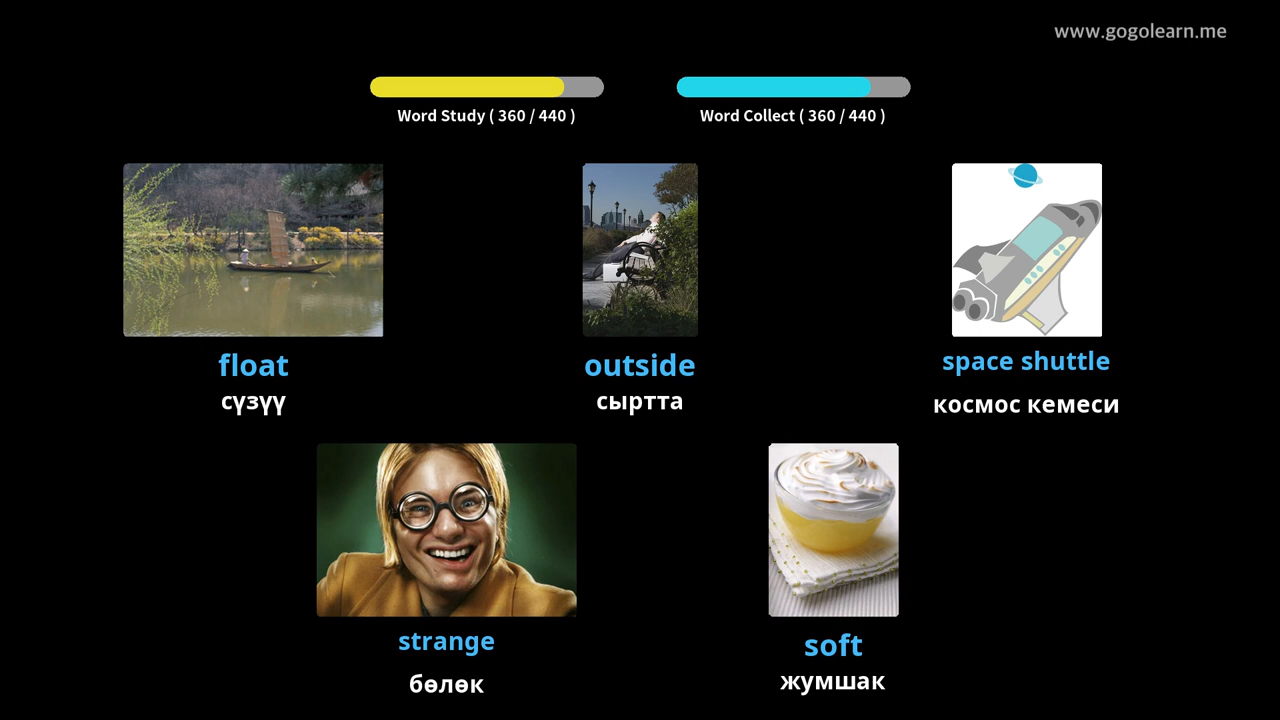 www.gogolearn.me
Word Study ( 360 / 440 )
Word Collect ( 360 / 440 )
float
сүзүү
outside
сыртта
space shuttle
космос кемеси
strange
бөлөк
soft
жумшак